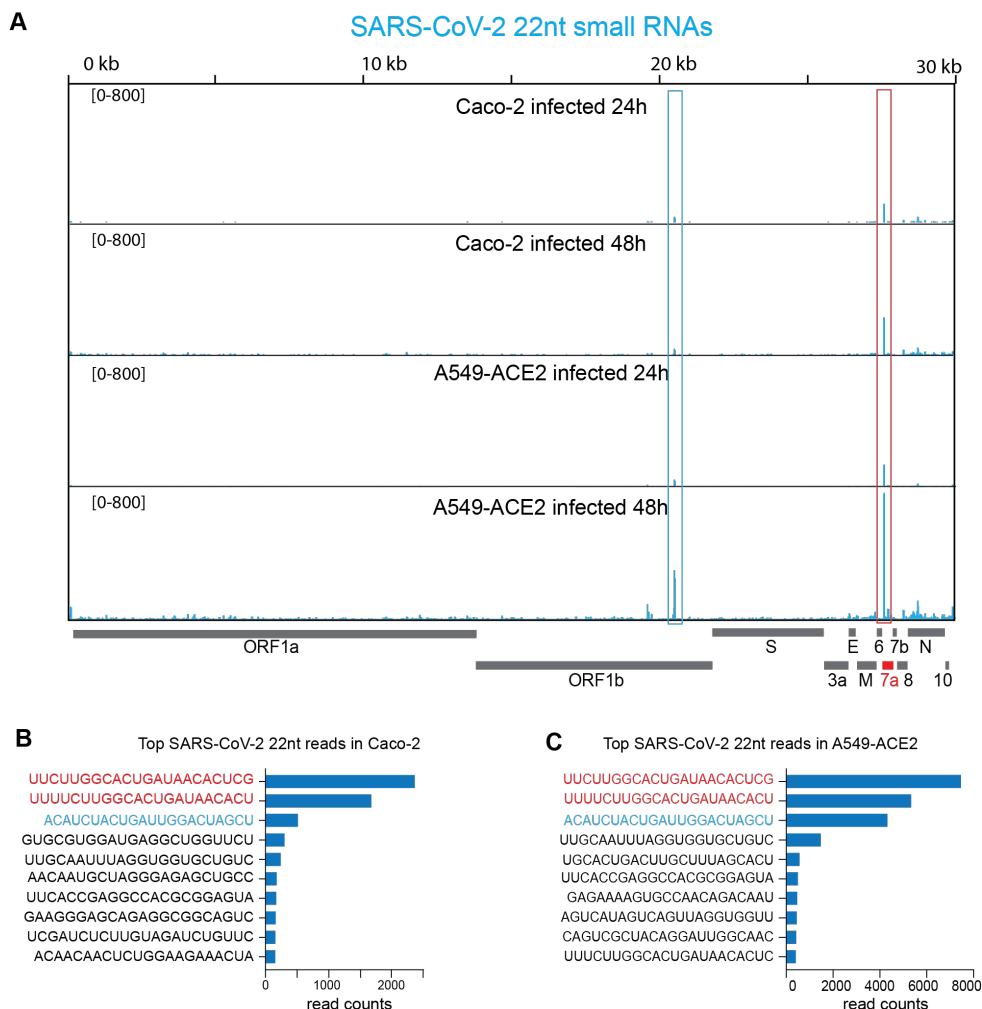 A
SARS-CoV-2 22nt small RNAs
0 kb 10 kb 20 kb 30 kb
[0-800]
Caco-2 infected 24h
[0-800]
Caco-2 infected 48h
[0-800]
A549-ACE2 infected 24h
[0-800]
A549-ACE2 infected 48h
ORF1a S E 6 7b N
ORF1b 3a M 7a 8 10
B
Top SARS-CoV-2 22nt reads in Caco-2
UUCUUGGCACUGAUAACACUCG
UUUUCUUGGCACUGAUAACACU
ACAUCUACUGAUUGGACUAGCU
GUGCGUGGAUGAGGCUGGUUCU
UUGCAAUUUAGGUGGUGCUGUC
AACAAUGCUAGGGAGAGCUGCC
UUCACCGAGGCCACGCGGAGUA
GAAGGGAGCAGAGGCGGCAGUC
UCGAUCUCUUGUAGAUCUGUUC
ACAACAACUCUGGAAGAAACUA
0 1000 2000
read counts
C
Top SARS-CoV-2 22nt reads in A549-ACE2
UUCUUGGCACUGAUAACACUCG
UUUUCUUGGCACUGAUAACACU
ACAUCUACUGAUUGGACUAGCU
UUGCAAUUUAGGUGGUGCUGUC
UGCACUGACUUGCUUUAGCACU
UUCACCGAGGCCACGCGGAGUA
GAGAAAAGUGCCAACAGACAAU
AGUCAUAGUCAGUUAGGUGGUU
CAGUCGCUACAGGAUUGGCAAC
UUUCUUGGCACUGAUAACACUC
0 2000 4000 6000 8000
read counts